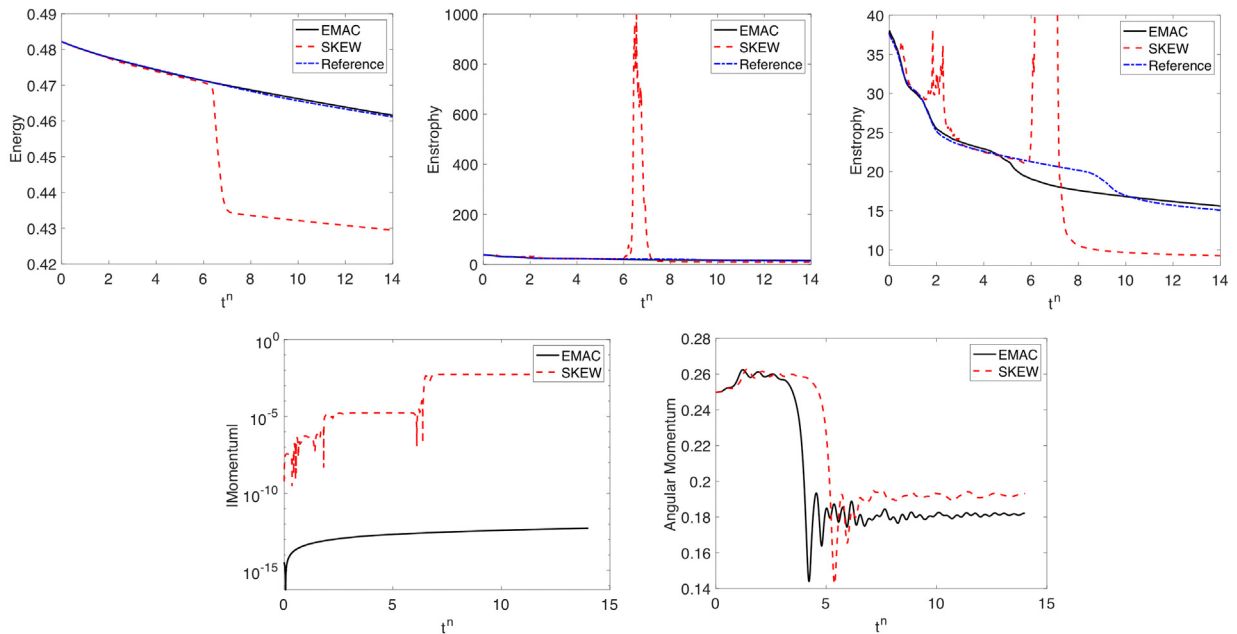 0.49
0.48
0.47
0.46
0.45
0.44
0.43
0.42
Energy
0 2 4 6 8 10 12 14
t^n
EMAC
SKEW
Reference
1000
800
600
400
200
0
Enstrophy
0 2 4 6 8 10 12 14
t^n
EMAC
SKEW
Reference
40
35
30
25
20
15
10
Enstrophy
0 2 4 6 8 10 12 14
t^n
EMAC
SKEW
Reference
10^0
10^-5
10^-10
10^-15
|Momentum|
0 5 10 15
t^n
EMAC
SKEW
0.28
0.26
0.24
0.22
0.2
0.18
0.16
0.14
Angular Momentum
0 5 10 15
t^n
EMAC
SKEW